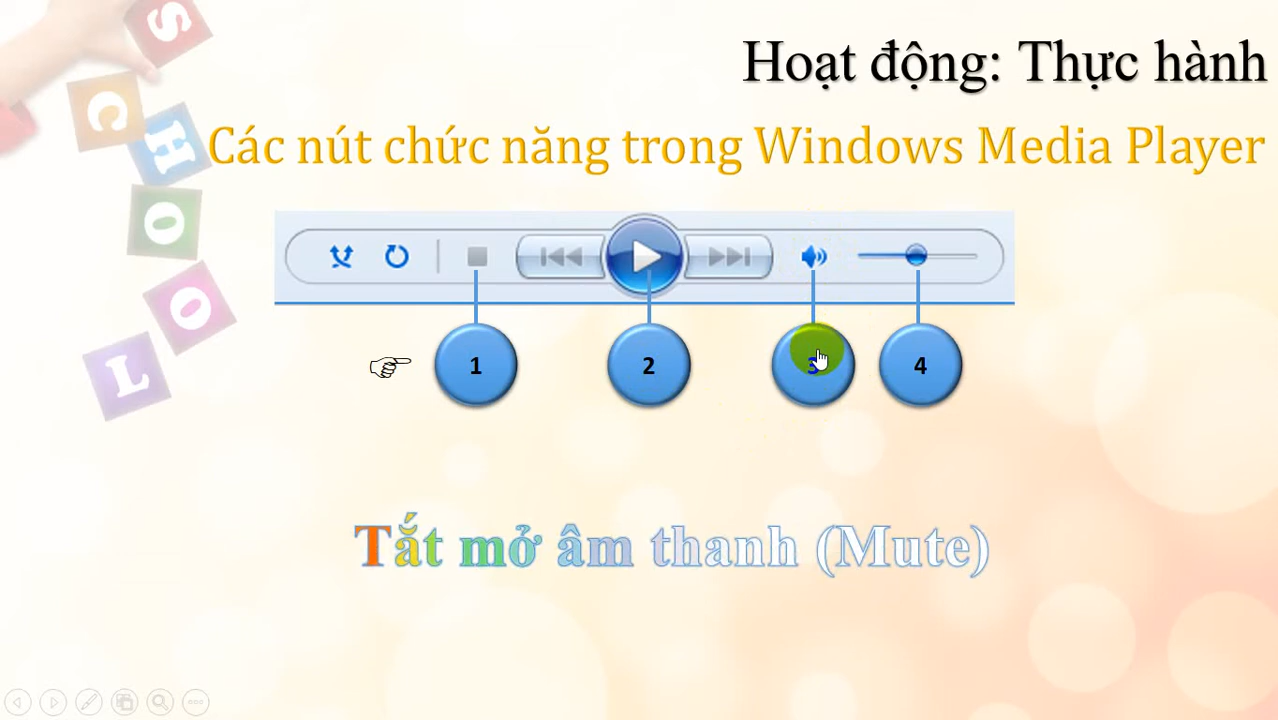 S
C
H
O
O
L
Hoạt động: Thực hành
Các nút chức năng trong Windows Media Player
1 2 3 4
Tắt mở âm thanh (Mute)